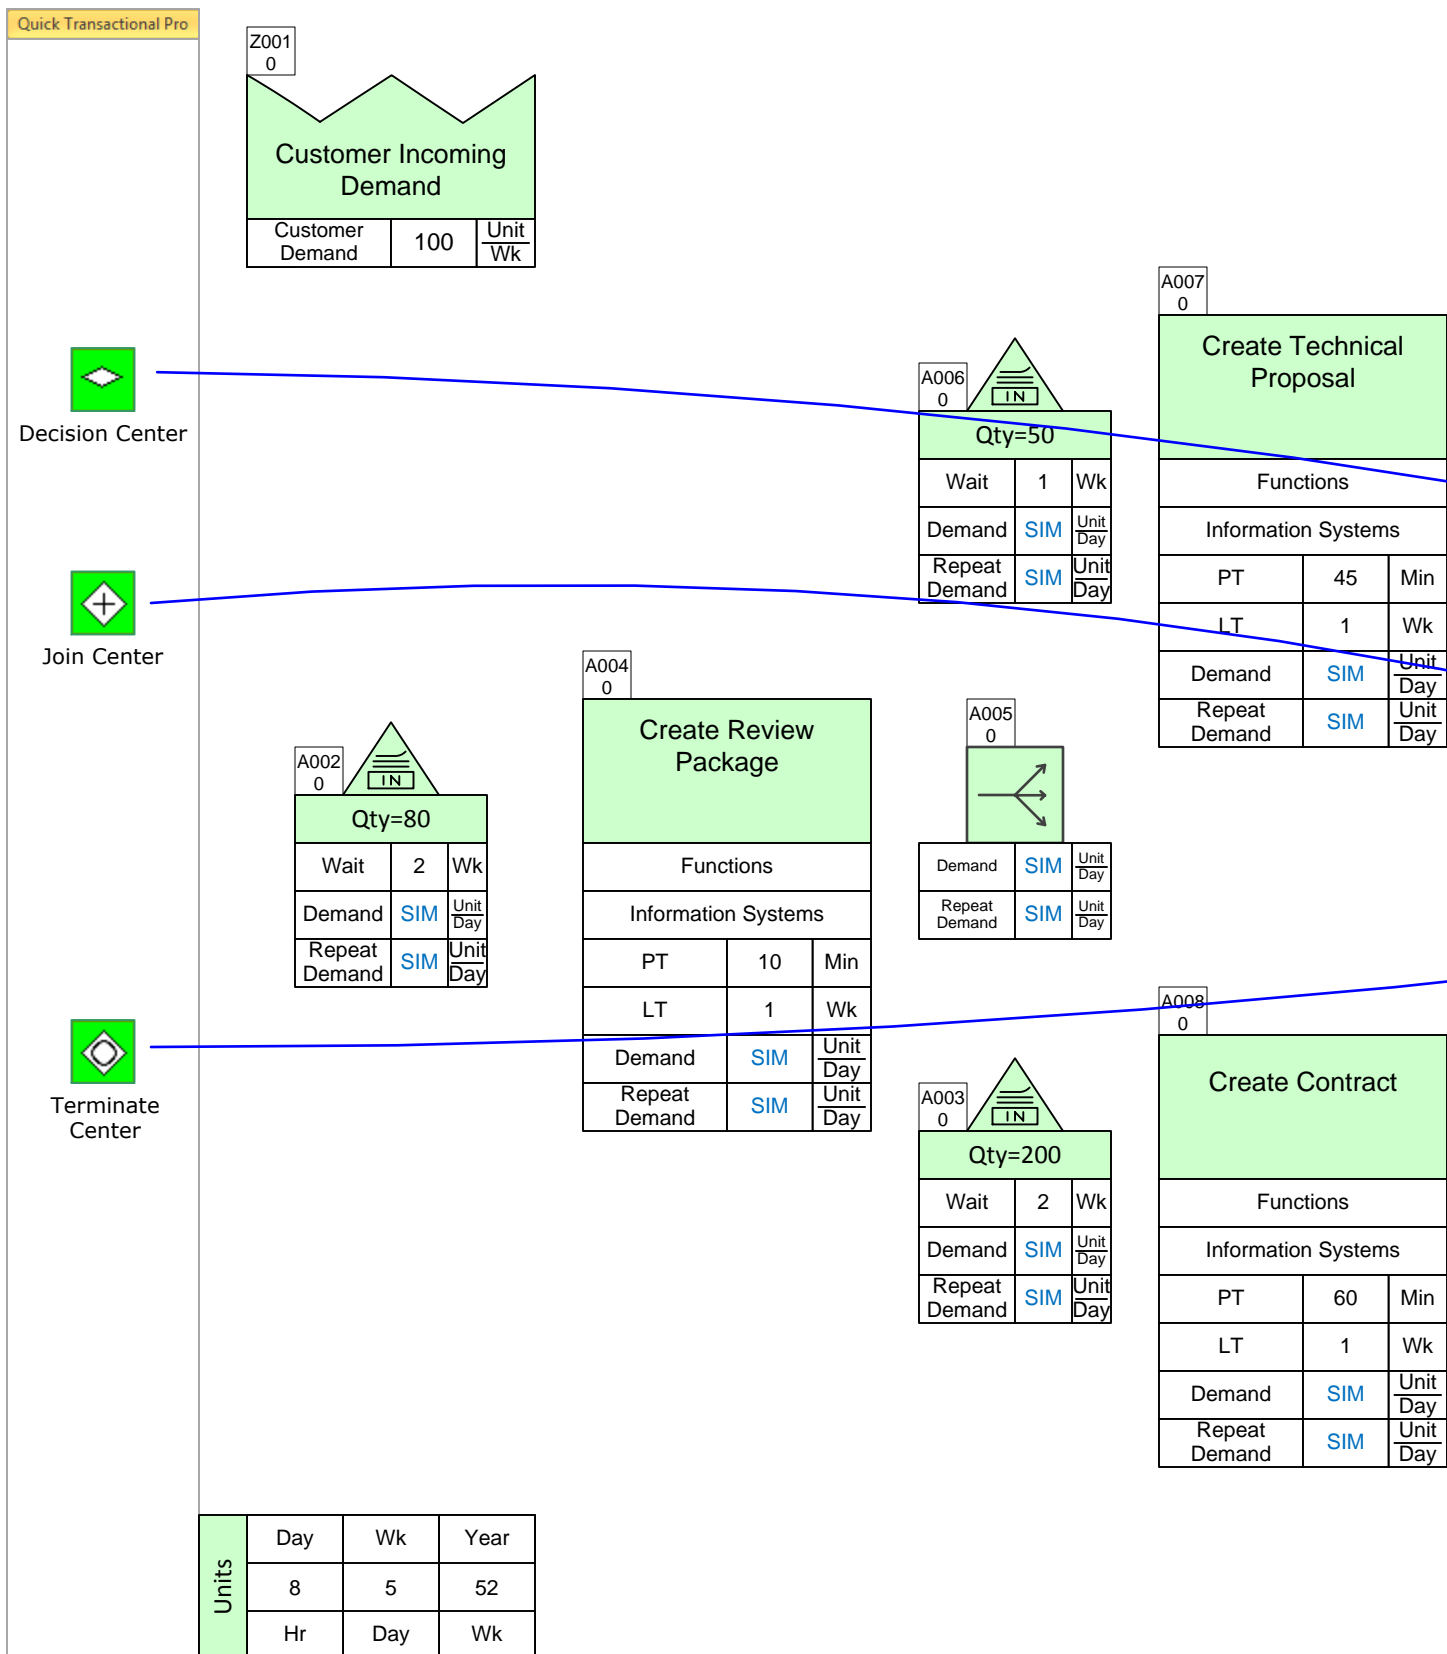 Quick Transactional Pro
Z001
0
Customer Incoming
Demand
Customer
Demand
100
Unit
Wk
Decision Center
Join Center
Terminate
Center
A002
0
IN
Qty=80
Wait 2 Wk
Demand SIM Unit
Day
Repeat
Demand SIM Unit
Day
A004
0
Create Review
Package
Functions
Information Systems
PT 10 Min
LT 1 Wk
Demand SIM Unit
Day
Repeat
Demand SIM Unit
Day
A006
0
IN
Qty=50
Wait 1 Wk
Demand SIM Unit
Day
Repeat
Demand SIM Unit
Day
A005
0
Demand SIM Unit
Day
Repeat
Demand SIM Unit
Day
A003
0
IN
Qty=200
Wait 2 Wk
Demand SIM Unit
Day
Repeat
Demand SIM Unit
Day
A007
0
Create Technical
Proposal
Functions
Information Systems
PT 45 Min
LT 1 Wk
Demand SIM Unit
Day
Repeat
Demand SIM Unit
Day
A008
0
Create Contract
Functions
Information Systems
PT 60 Min
LT 1 Wk
Demand SIM Unit
Day
Repeat
Demand SIM Unit
Day
Units
Day Wk Year
8 5 52
Hr Day Wk